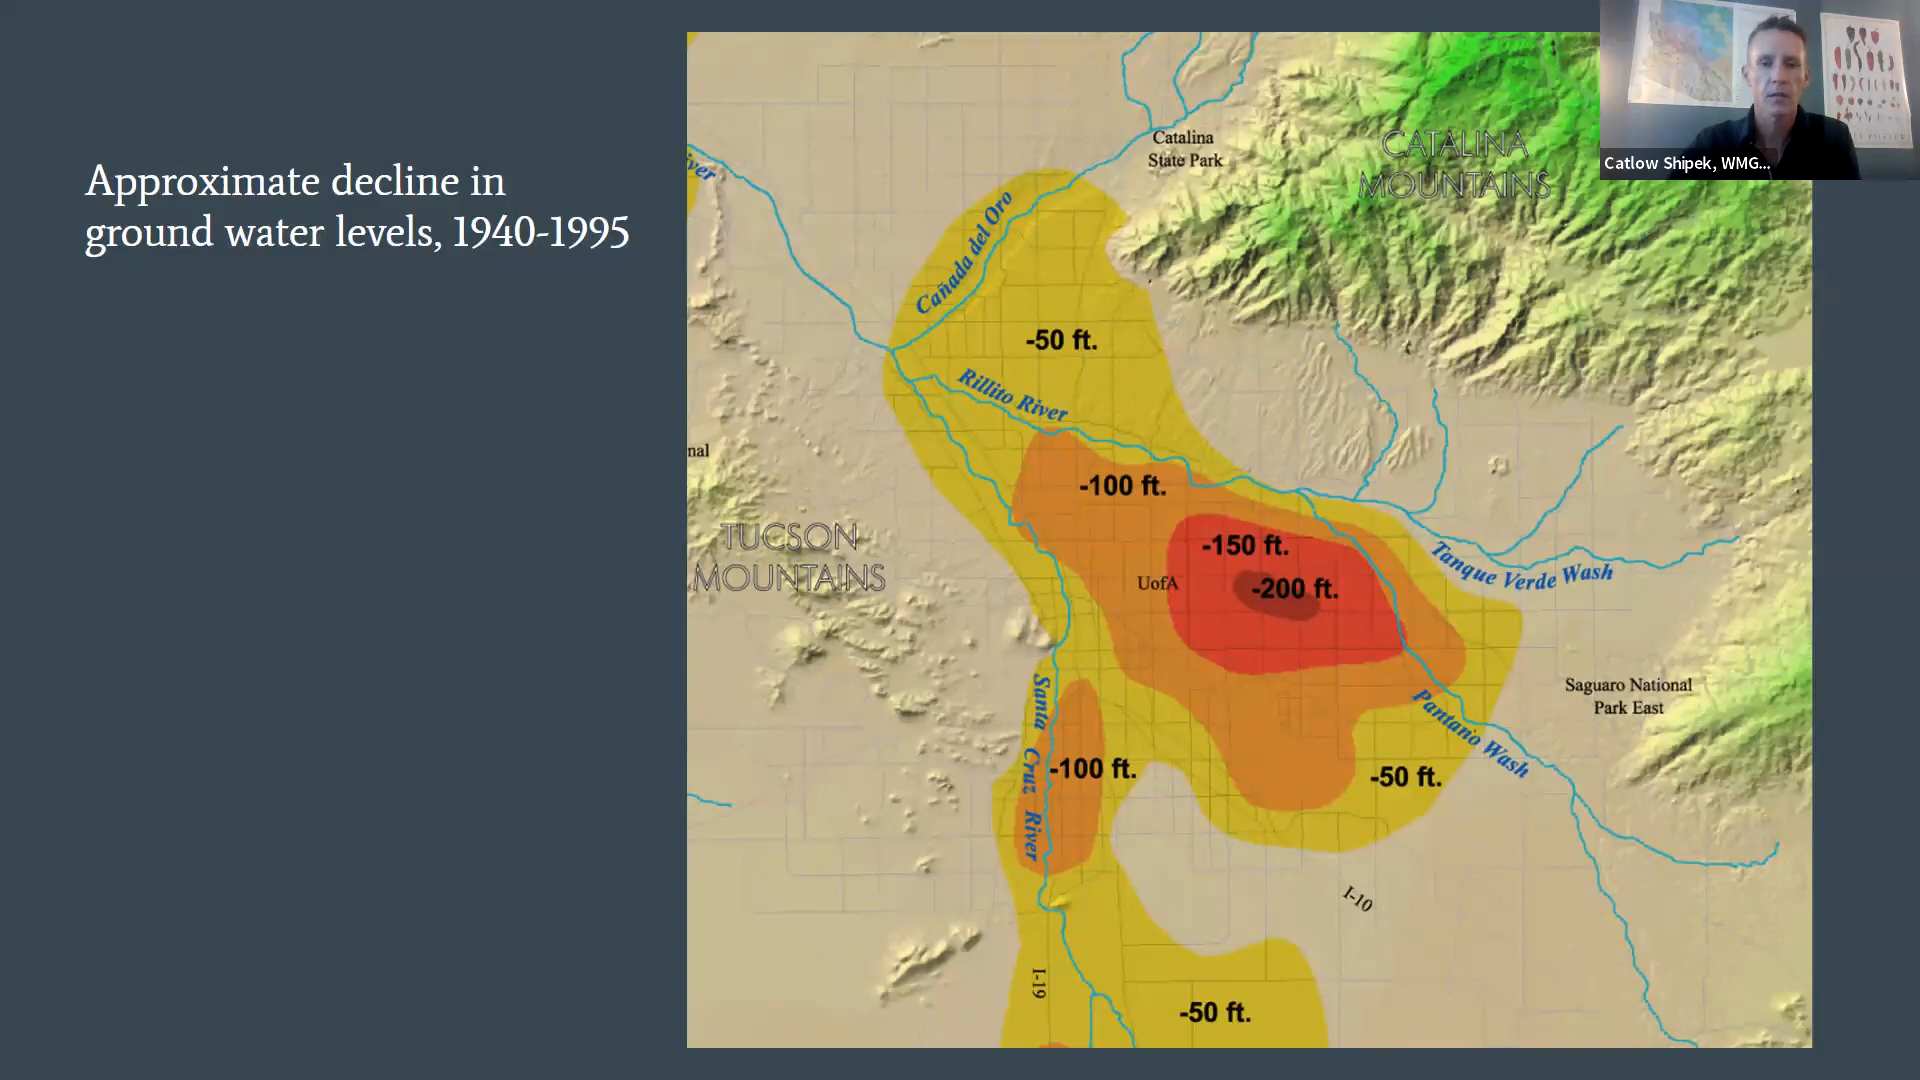 Approximate decline in
ground water levels, 1940-1995
Catlow Shipek, WMG...
Catalina
State Park
CATALINA
MOUNTAINS
iver
Cañada del Oro
-50 ft.
Rillito River
nal
-100 ft.
TUCSON
MOUNTAINS
-150 ft.
UofA
-200 ft.
Tanque Verde Wash
Saguaro National
Park East
Santa Cruz River
Pantano Wash
-100 ft.
-50 ft.
I-10
I-19
-50 ft.